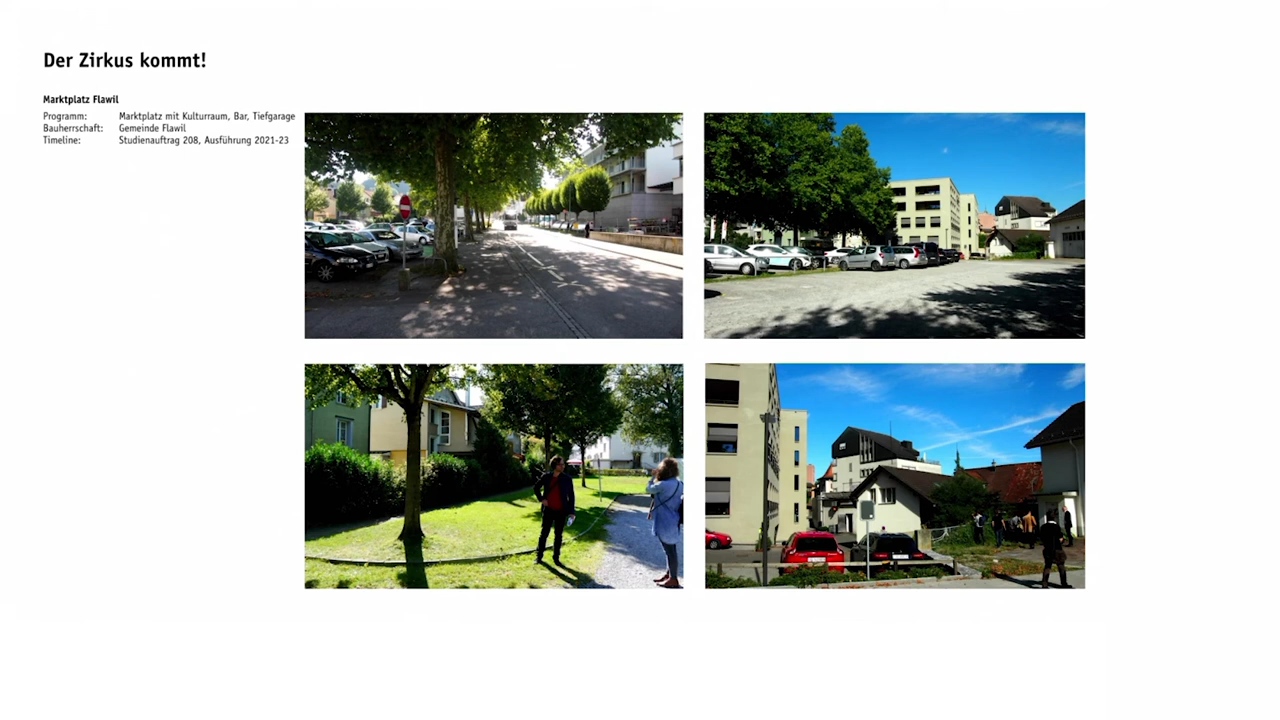 Der Zirkus kommt!
Marktplatz Flawil
Programm: Marktplatz mit Kulturraum, Bar, Tiefgarage
Bauherrschaft: Gemeinde Flawil
Timeline: Studienauftrag 208, Ausführung 2021-23